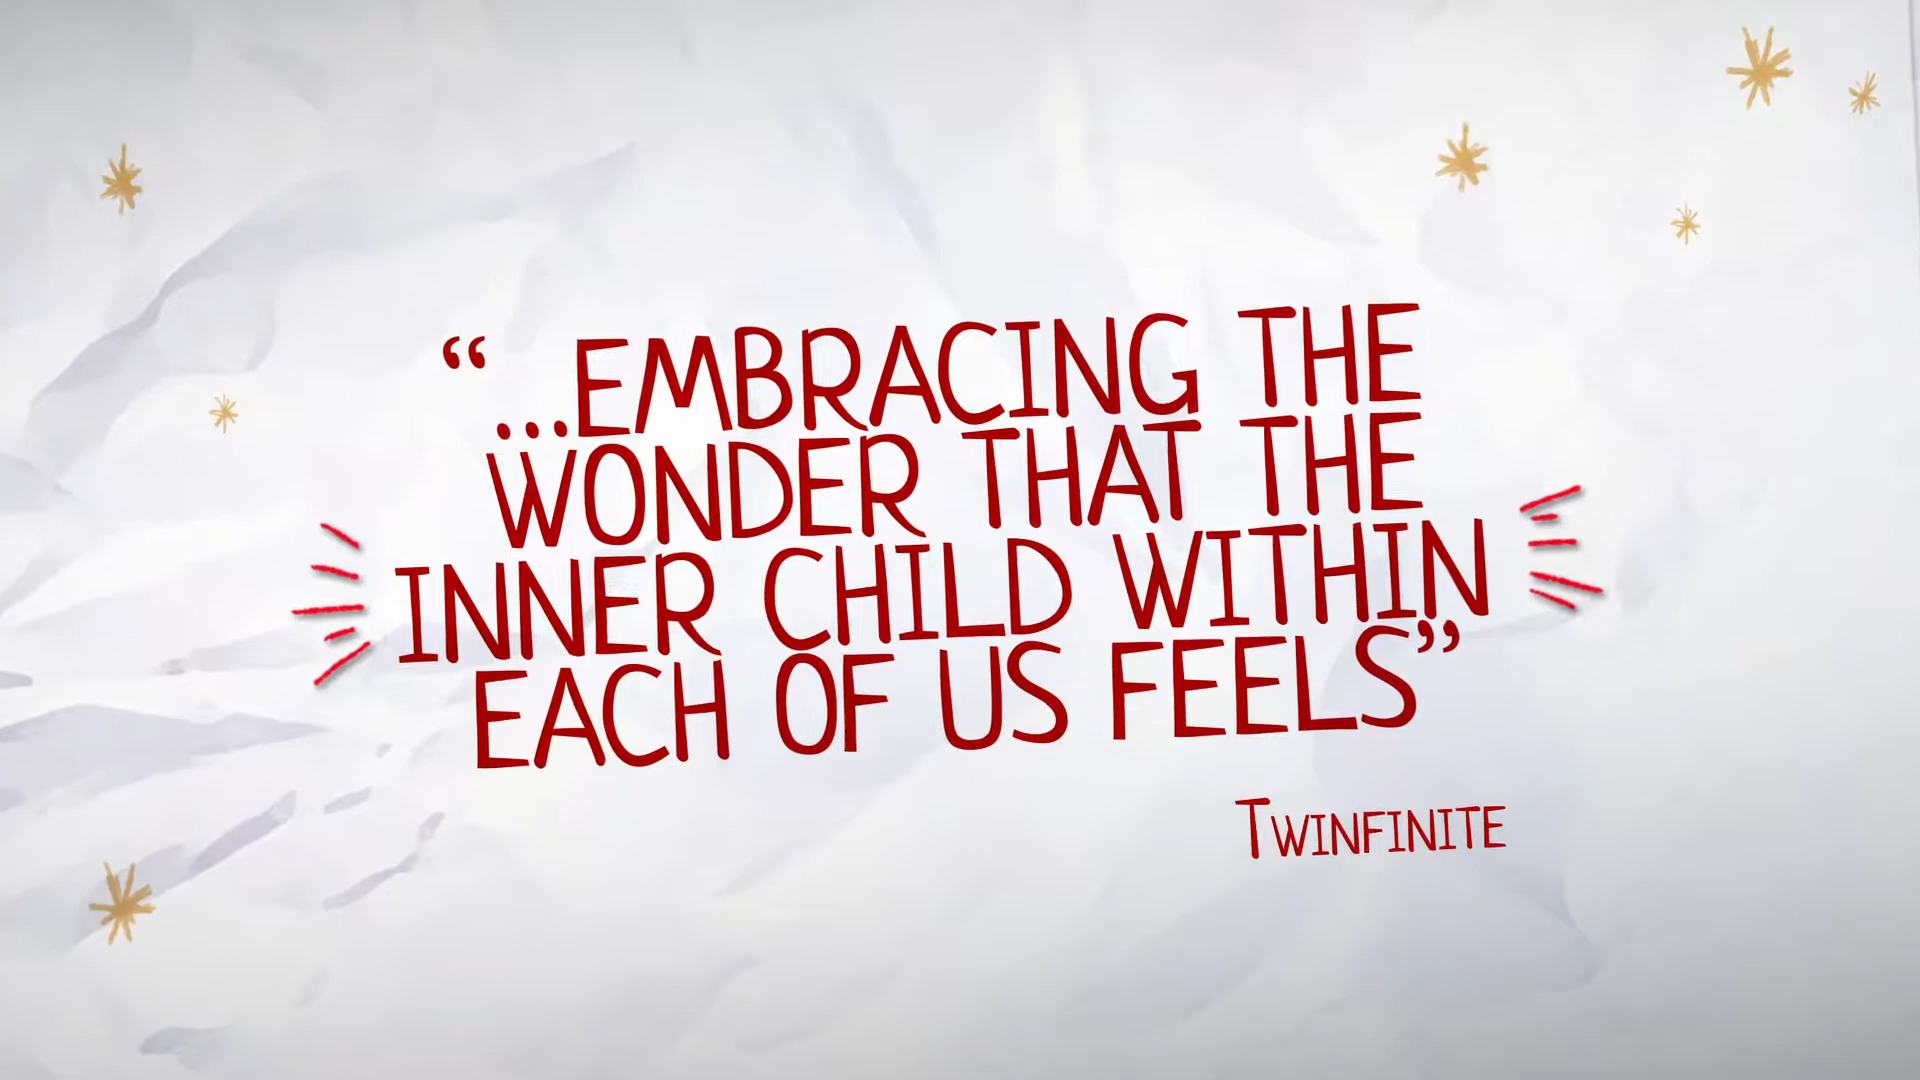 “...EMBRACING THE
WONDER THAT THE
INNER CHILD WITHIN
EACH OF US FEELS”
TWINFINITE